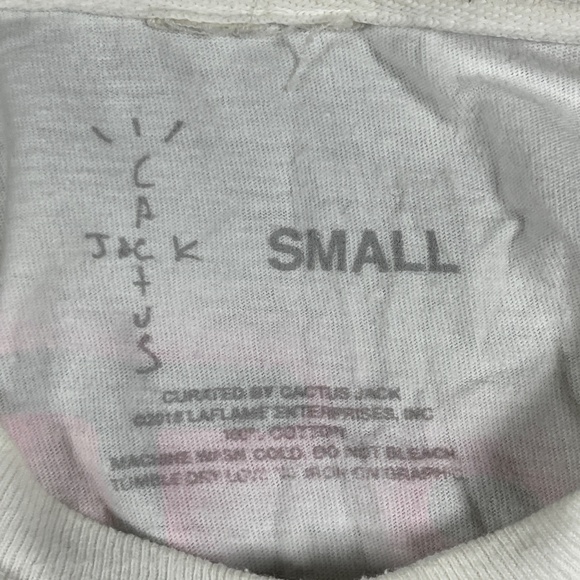 CACTUS
JACK
SMALL
CURATED BY CACTUS JACK
©2018 LAFLAME ENTERPRISES, INC
100% COTTON
MACHINE WASH COLD. DO NOT BLEACH.
TUMBLE DRY LOW. IRON ON GRAPHIC